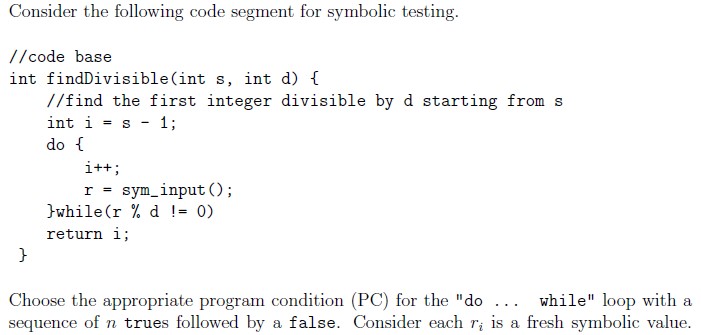 Consider the following code segment for symbolic testing.
//code base
int findDivisible(int s, int d) {
//find the first integer divisible by d starting from s
int i = s - 1;
do {
i++;
r = sym_input();
}while(r % d != 0)
return i;
}
Choose the appropriate program condition (PC) for the "do ... while" loop with a
sequence of n trues followed by a false. Consider each rᵢ is a fresh symbolic value.